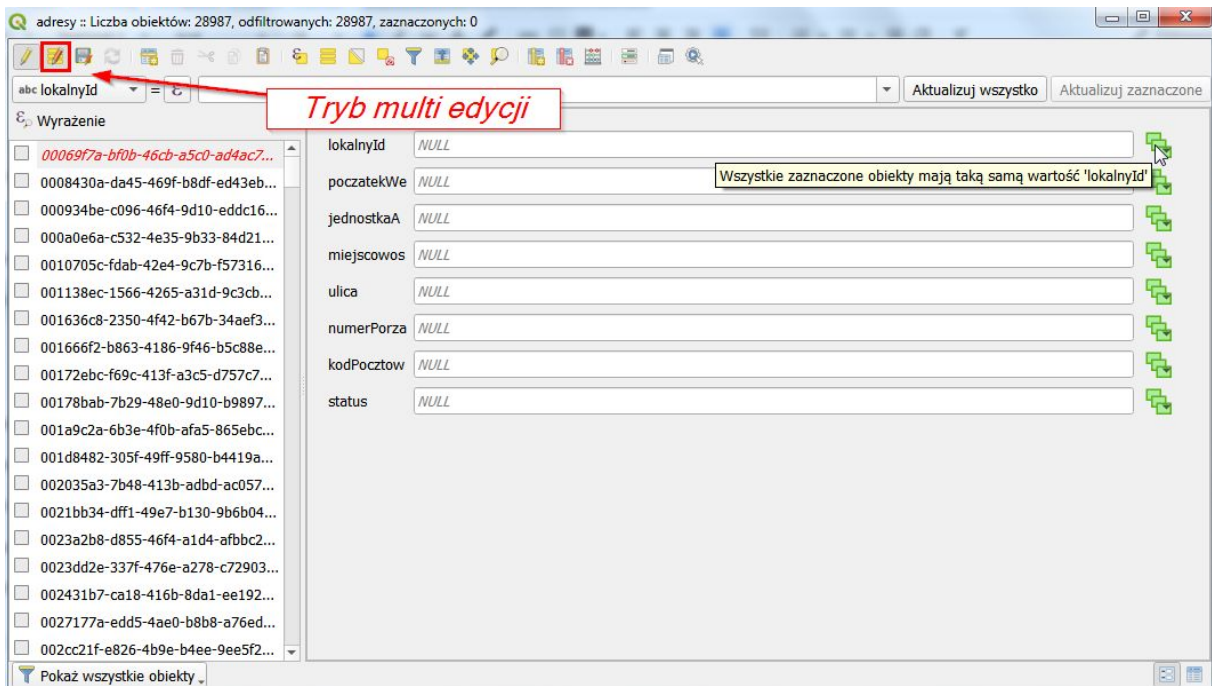 adresy :: Liczba obiektów: 28987, odfiltrowanych: 28987, zaznaczonych: 0
abc lokalnyId = ε Aktualizuj wszystko Aktualizuj zaznaczone
Tryb multi edycji
Wyrażenie
00069f7a-bf0b-46cb-a5c0-ad4ac7...
0008430a-da45-469f-b8df-ed43eb...
000934be-c096-46f4-9d10-eddc16...
000a0e6a-c532-4e35-9b33-84d21...
0010705c-fdab-42e4-9c7b-f57316...
001138ec-1566-4265-a31d-9c3cb...
001636c8-2350-4f42-b67b-34aef3...
001666f2-b863-4186-9f46-b5c88e...
00172ebc-f69c-413f-a3c5-d757c7...
00178bab-7b29-48e0-9d10-b9897...
001a9c2a-6b3e-4f0b-afa5-865ebc...
001d8482-305f-49ff-9580-b4419a...
002035a3-7b48-413b-adbd-ac057...
0021bb34-dff1-49e7-b130-9b6b04...
0023a2b8-d855-46f4-a1d4-afbbc2...
0023dd2e-337f-476e-a278-c72903...
002431b7-ca18-416b-8da1-ee192...
0027177a-edd5-4ae0-b8b8-a76ed...
002cc21f-e826-4b9e-b4ee-9ee5f2...
lokalnyId NULL
Wszystkie zaznaczone obiekty mają taką samą wartość 'lokalnyId'
poczatekWe NULL
jednostkaA NULL
miejscowos NULL
ulica NULL
numerPorza NULL
kodPocztow NULL
status NULL
Pokaż wszystkie obiekty